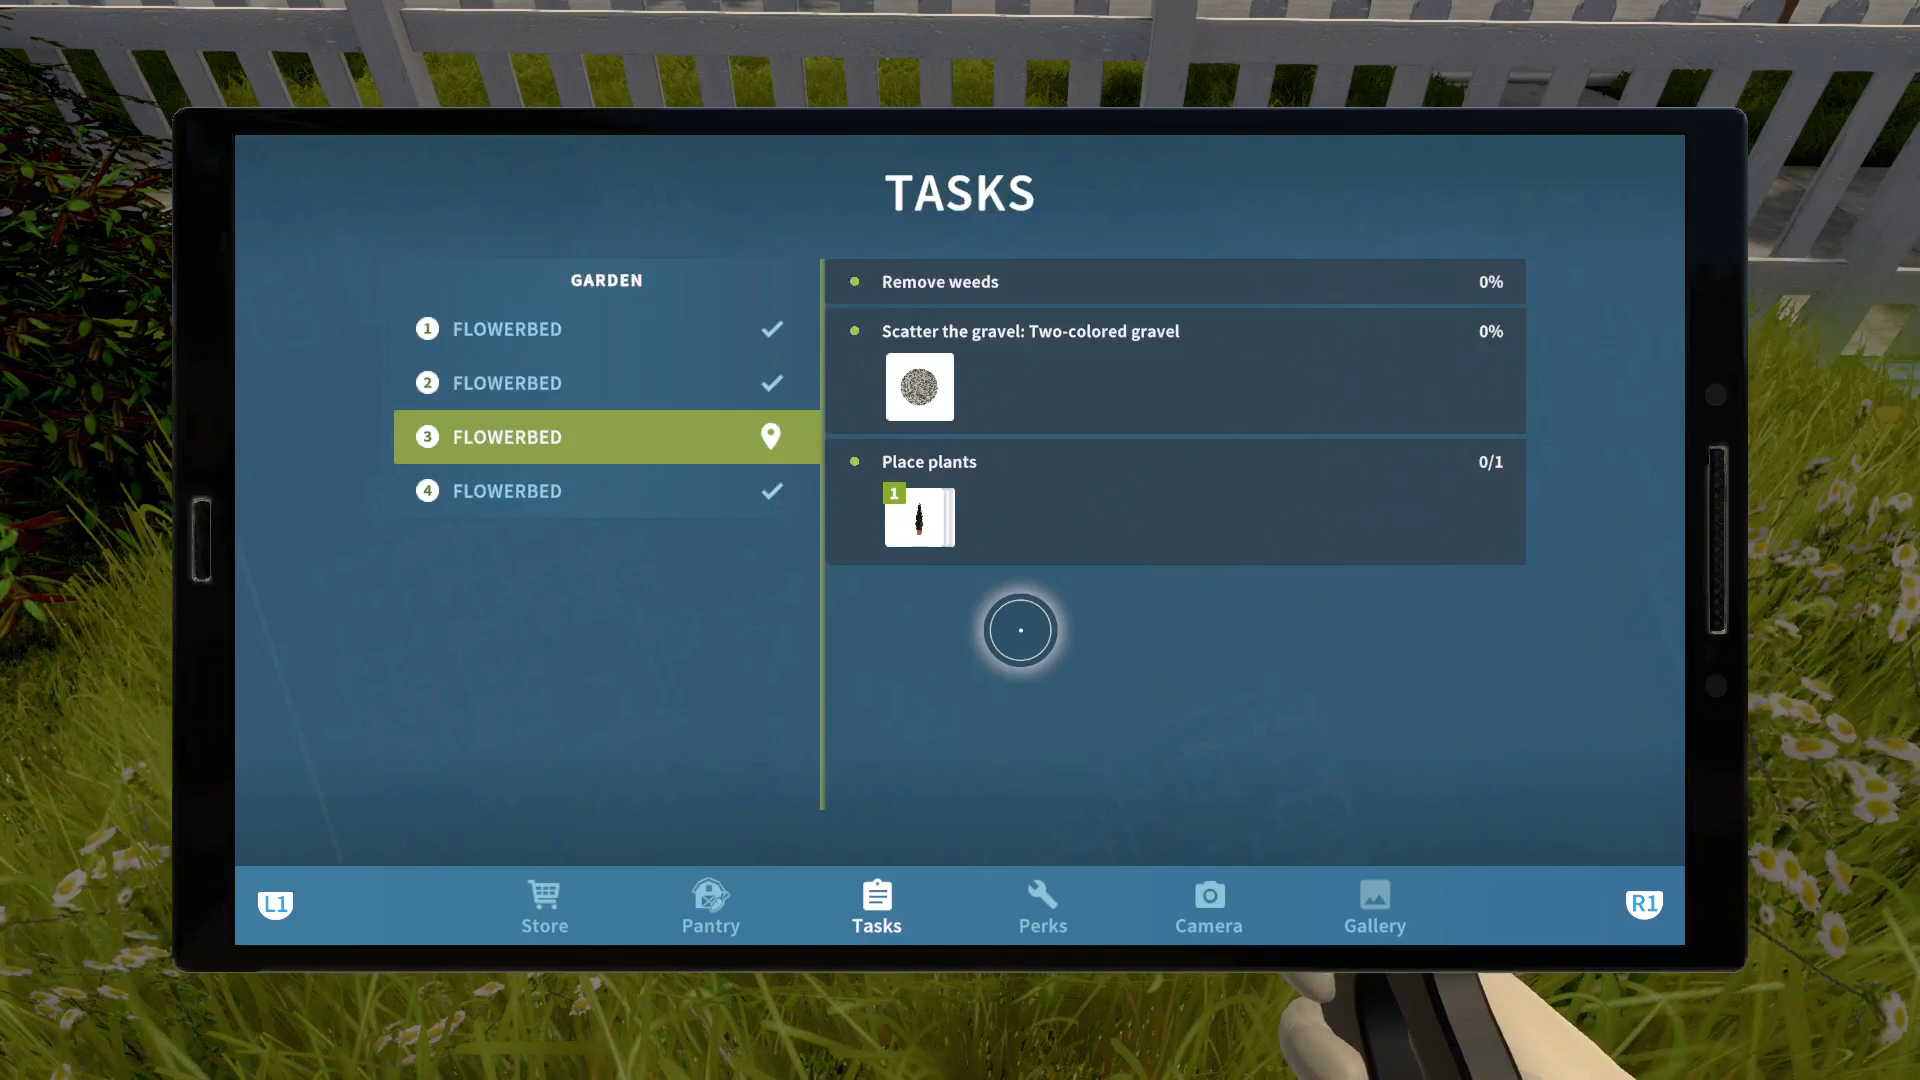 TASKS
GARDEN
1 FLOWERBED
2 FLOWERBED
3 FLOWERBED
4 FLOWERBED
Remove weeds 0%
Scatter the gravel: Two-colored gravel 0%
Place plants 0/1
1
L1 Store Pantry Tasks Perks Camera Gallery R1